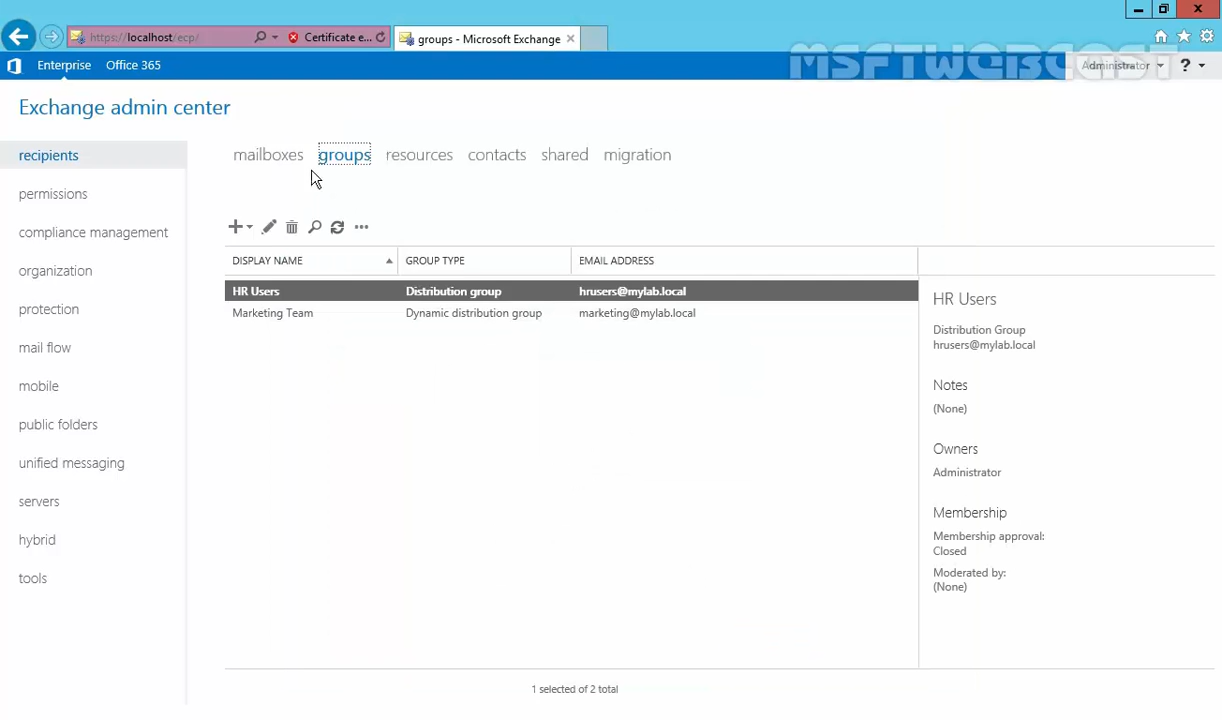 https://localhost/ecp/
Certificate e...
groups - Microsoft Exchange
Enterprise
Office 365
MSFTWEBCAST
Administrator
?
Exchange admin center
recipients
permissions
compliance management
organization
protection
mail flow
mobile
public folders
unified messaging
servers
hybrid
tools
mailboxes groups resources contacts shared migration
DISPLAY NAME GROUP TYPE EMAIL ADDRESS
HR Users Distribution group hrusers@mylab.local
Marketing Team Dynamic distribution group marketing@mylab.local
1 selected of 2 total
HR Users
Distribution Group
hrusers@mylab.local
Notes
(None)
Owners
Administrator
Membership
Membership approval:
Closed
Moderated by:
(None)